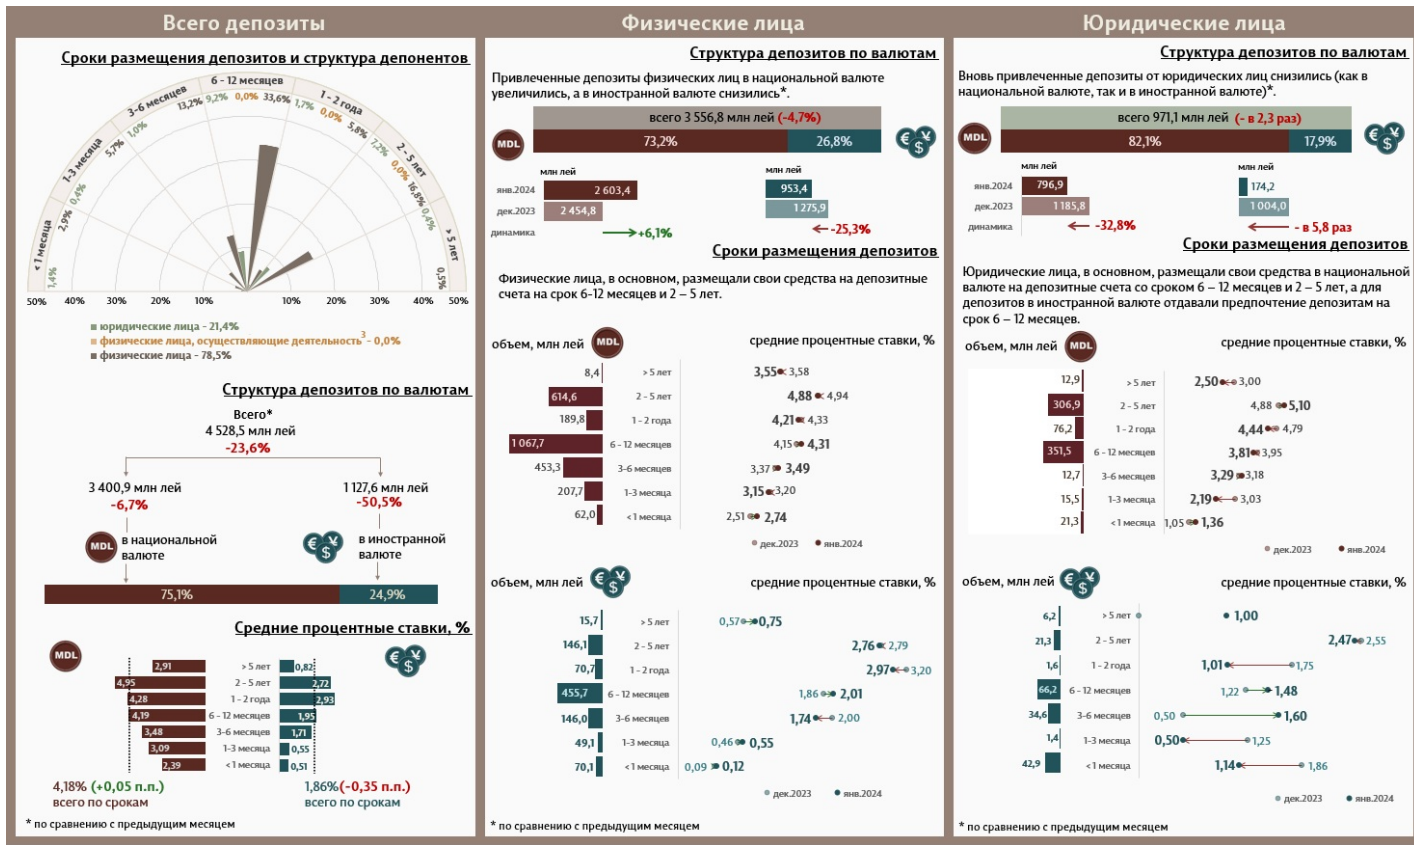 Всего депозиты
Сроки размещения депозитов и структура депонентов
< 1 месяца
1-3 месяца
3-6 месяцев
6 - 12 месяцев
1 - 2 года
2 - 5 лет
> 5 лет
1,4%
2,9%
0,4%
5,7%
1,0%
13,2%
9,2%
0,0%
33,6%
1,7%
0,0%
5,8%
7,2%
0,0%
16,8%
0,4%
0,5%
50% 40% 30% 20% 10% 10% 20% 30% 40% 50%
юридические лица - 21,4%
физические лица, осуществляющие деятельность3 - 0,0%
физические лица - 78,5%
Структура депозитов по валютам
Всего*
4 528,5 млн лей
-23,6%
3 400,9 млн лей 1 127,6 млн лей
-6,7% -50,5%
MDL в национальной валюте
€ ¥ $ в иностранной валюте
75,1% 24,9%
Средние процентные ставки, %
MDL € ¥ $
2,91 > 5 лет 0,82
4,95 2 - 5 лет 2,72
4,28 1 - 2 года 2,93
4,19 6 - 12 месяцев 1,95
3,48 3-6 месяцев 1,71
3,09 1-3 месяца 0,55
2,39 < 1 месяца 0,51
4,18% (+0,05 п.п.) 1,86%(-0,35 п.п.)
всего по срокам всего по срокам
* по сравнению с предыдущим месяцем
Физические лица
Структура депозитов по валютам
Привлеченные депозиты физических лиц в национальной валюте
увеличились, а в иностранной валюте снизились*.
всего 3 556,8 млн лей (-4,7%)
MDL 73,2% 26,8% € ¥ $
млн лей млн лей
янв.2024 2 603,4 953,4
дек.2023 2 454,8 1 275,9
динамика +6,1% -25,3%
Сроки размещения депозитов
Физические лица, в основном, размещали свои средства на депозитные
счета на срок 6-12 месяцев и 2 – 5 лет.
объем, млн лей MDL средние процентные ставки, %
8,4 > 5 лет 3,55 3,58
614,6 2 - 5 лет 4,88 4,94
189,8 1 - 2 года 4,21 4,33
1 067,7 6 - 12 месяцев 4,15 4,31
453,3 3-6 месяцев 3,37 3,49
207,7 1-3 месяца 3,15 3,20
62,0 < 1 месяца 2,51 2,74
дек.2023 янв.2024
объем, млн лей € ¥ $ средние процентные ставки, %
15,7 > 5 лет 0,57 0,75
146,1 2 - 5 лет 2,76 2,79
70,7 1 - 2 года 2,97 3,20
455,7 6 - 12 месяцев 1,86 2,01
146,0 3-6 месяцев 1,74 2,00
49,1 1-3 месяца 0,46 0,55
70,1 < 1 месяца 0,09 0,12
дек.2023 янв.2024
* по сравнению с предыдущим месяцем
Юридические лица
Структура депозитов по валютам
Вновь привлеченные депозиты от юридических лиц снизились (как в
национальной валюте, так и в иностранной валюте)*.
всего 971,1 млн лей (- в 2,3 раз)
MDL 82,1% 17,9% € ¥ $
млн лей млн лей
янв.2024 796,9 174,2
дек.2023 1 185,8 1 004,0
динамика -32,8% - в 5,8 раз
Сроки размещения депозитов
Юридические лица, в основном, размещали свои средства в национальной
валюте на депозитные счета со сроком 6 – 12 месяцев и 2 – 5 лет, а для
депозитов в иностранной валюте отдавали предпочтение депозитам на
срок 6 – 12 месяцев.
объем, млн лей MDL средние процентные ставки, %
12,9 > 5 лет 2,50 3,00
306,9 2 - 5 лет 4,88 5,10
76,2 1 - 2 года 4,44 4,79
351,5 6 - 12 месяцев 3,81 3,95
12,7 3-6 месяцев 3,29 3,18
15,5 1-3 месяца 2,19 3,03
21,3 < 1 месяца 1,05 1,36
дек.2023 янв.2024
объем, млн лей € ¥ $ средние процентные ставки, %
6,2 > 5 лет 1,00
21,3 2 - 5 лет 2,47 2,55
1,6 1 - 2 года 1,01 1,75
66,2 6 - 12 месяцев 1,22 1,48
34,6 3-6 месяцев 0,50 1,60
1,4 1-3 месяца 0,50 1,25
42,9 < 1 месяца 1,14 1,86
дек.2023 янв.2024
* по сравнению с предыдущим месяцем